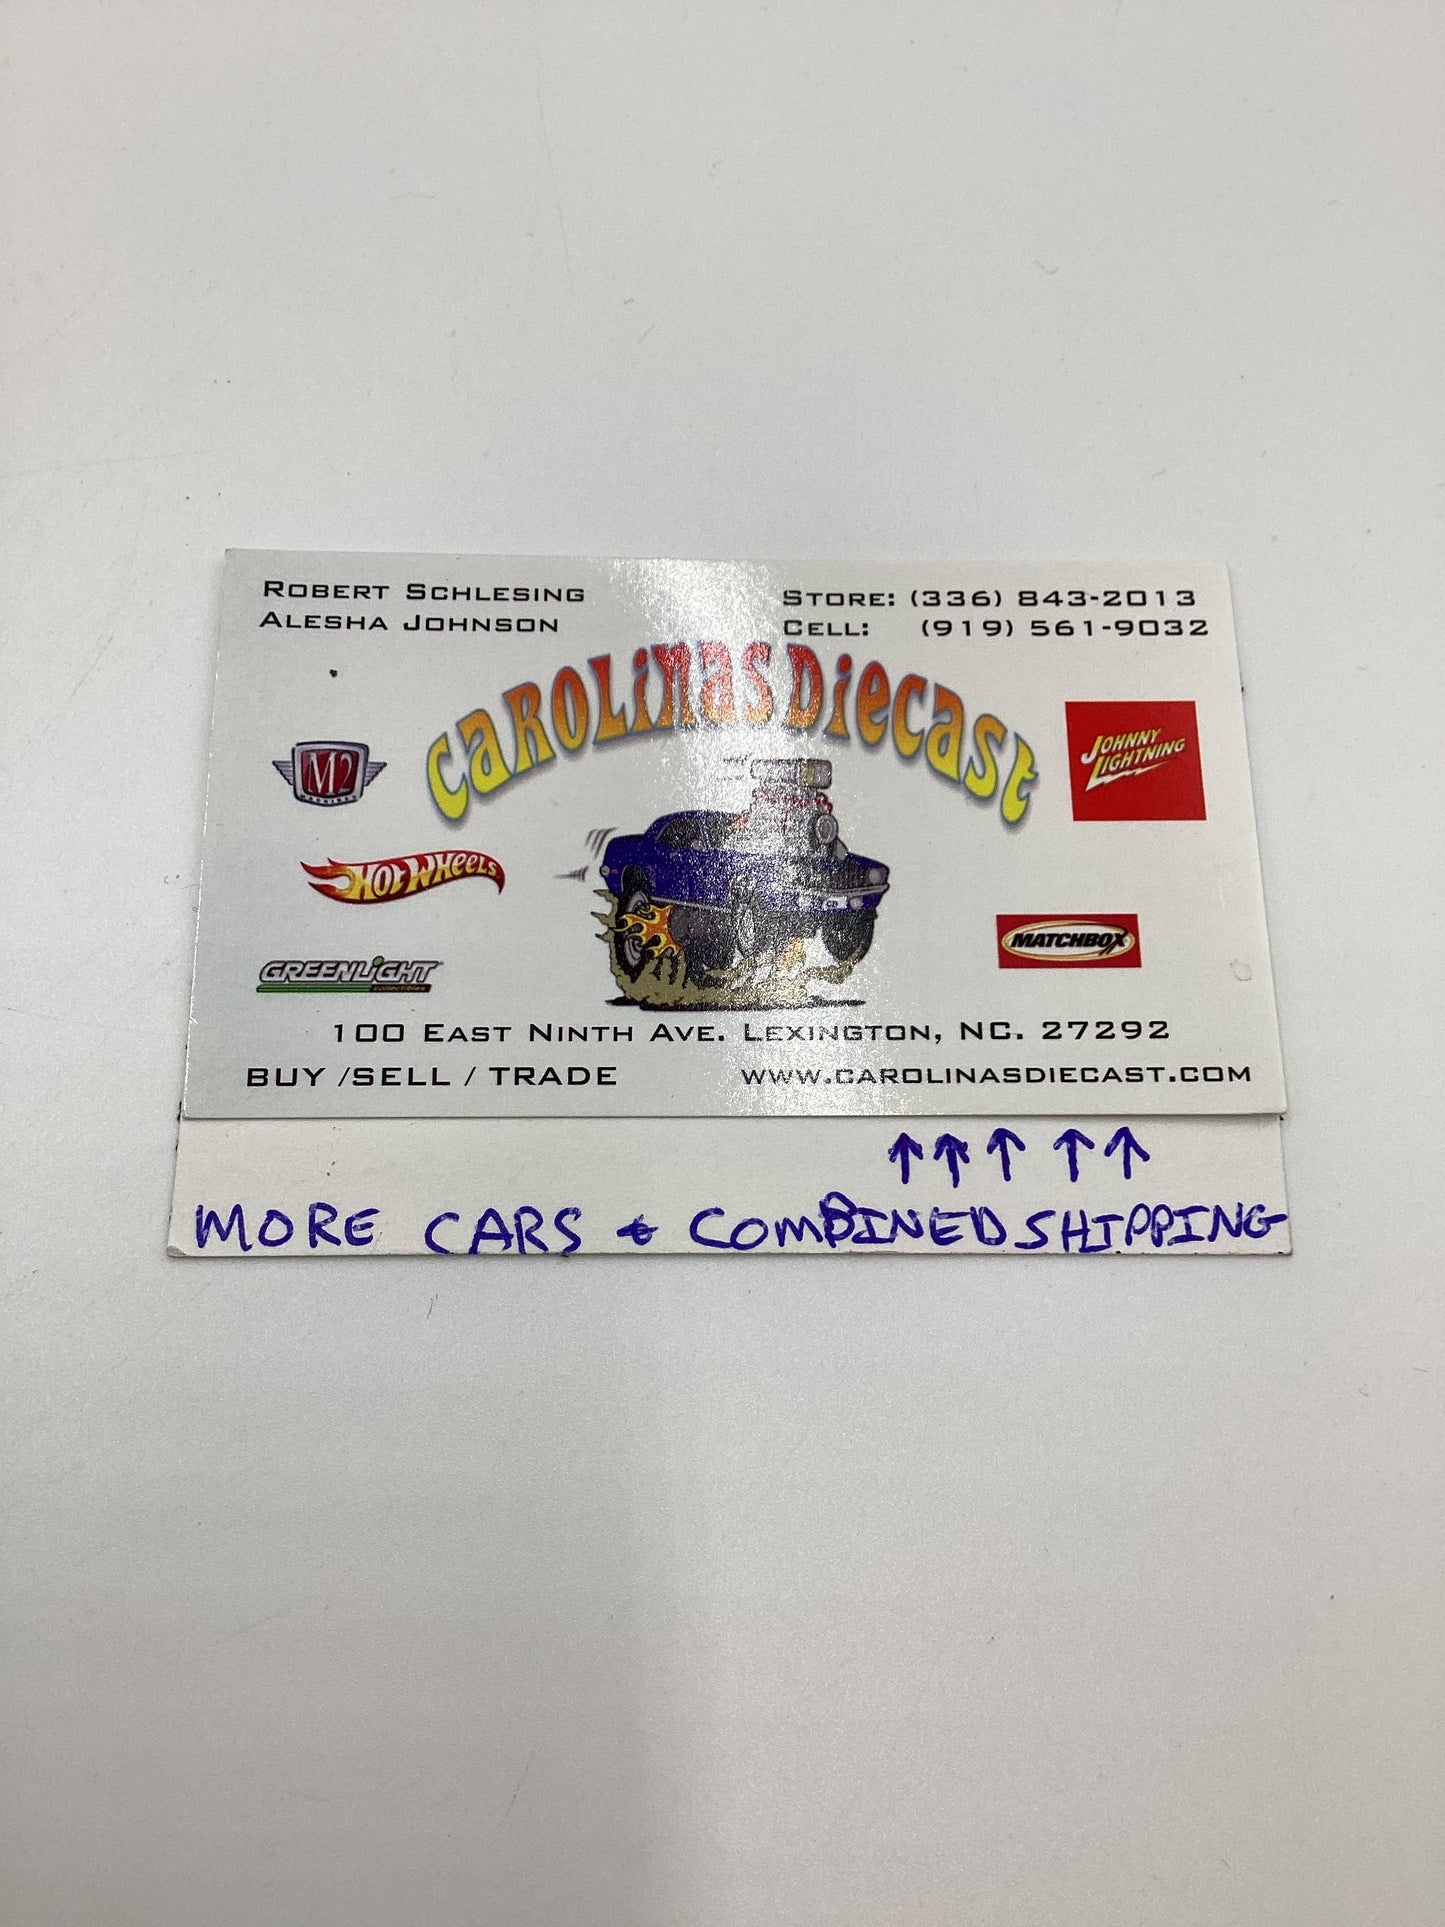 ROBERT SCHLESING
ALESHA JOHNSON
STORE: (336) 843-2013
CELL: (919) 561-9032
CAROLINAS DIECAST
M2
MACHINES
JOHNNY
LIGHTNING
HOT WHEELS
MATCHBOX
GREENLIGHT
collectibles
100 EAST NINTH AVE. LEXINGTON, NC. 27292
BUY /SELL / TRADE
WWW.CAROLINASDIECAST.COM
↑↑↑ ↑↑
MORE CARS & COMBINED SHIPPING